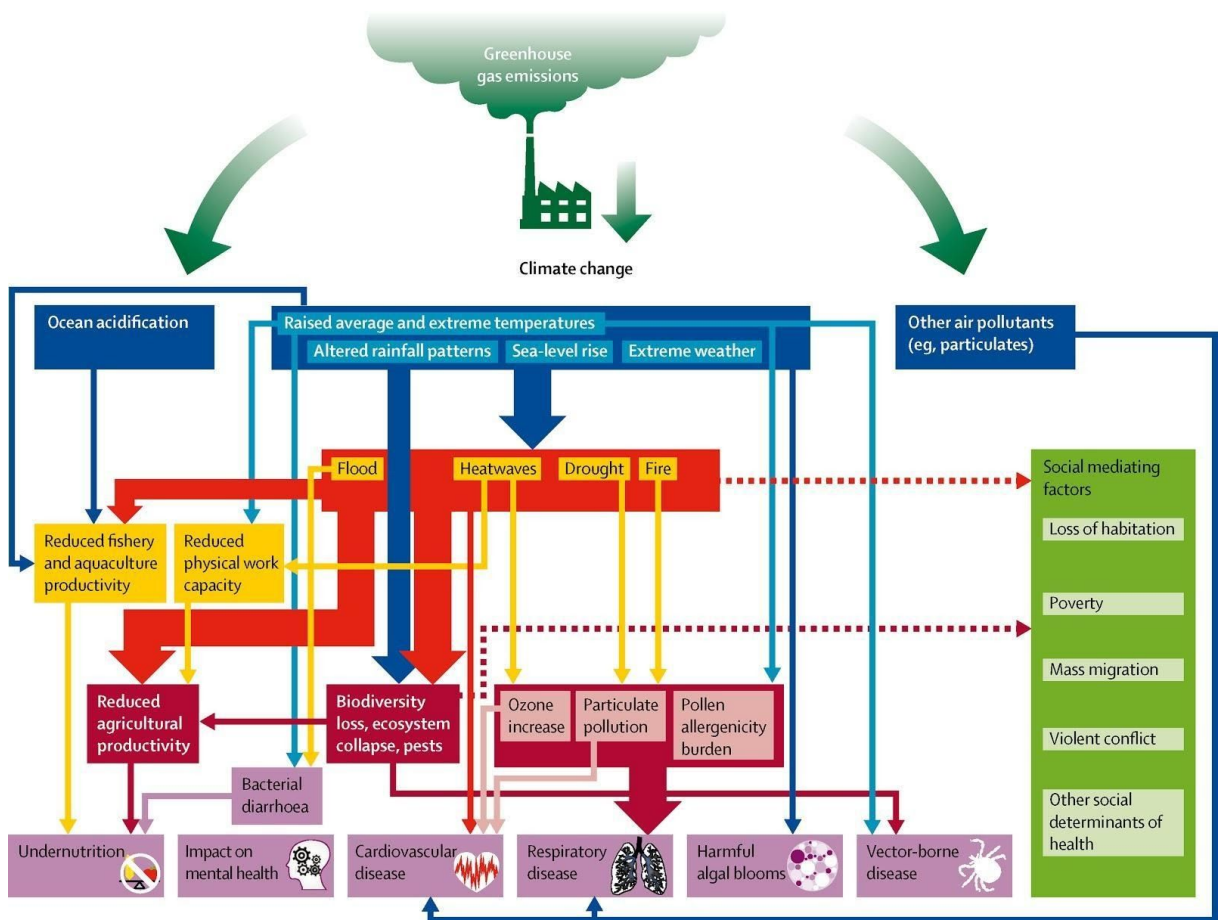 Greenhouse
gas emissions
Climate change
Ocean acidification
Raised average and extreme temperatures
Altered rainfall patterns
Sea-level rise
Extreme weather
Other air pollutants
(eg, particulates)
Flood
Heatwaves
Drought
Fire
Social mediating
factors
Loss of habitation
Poverty
Mass migration
Violent conflict
Other social
determinants of
health
Reduced fishery
and aquaculture
productivity
Reduced
physical work
capacity
Reduced
agricultural
productivity
Biodiversity
loss, ecosystem
collapse, pests
Ozone
increase
Particulate
pollution
Pollen
allergenicity
burden
Bacterial
diarrhoea
Undernutrition
Impact on
mental health
Cardiovascular
disease
Respiratory
disease
Harmful
algal blooms
Vector-borne
disease